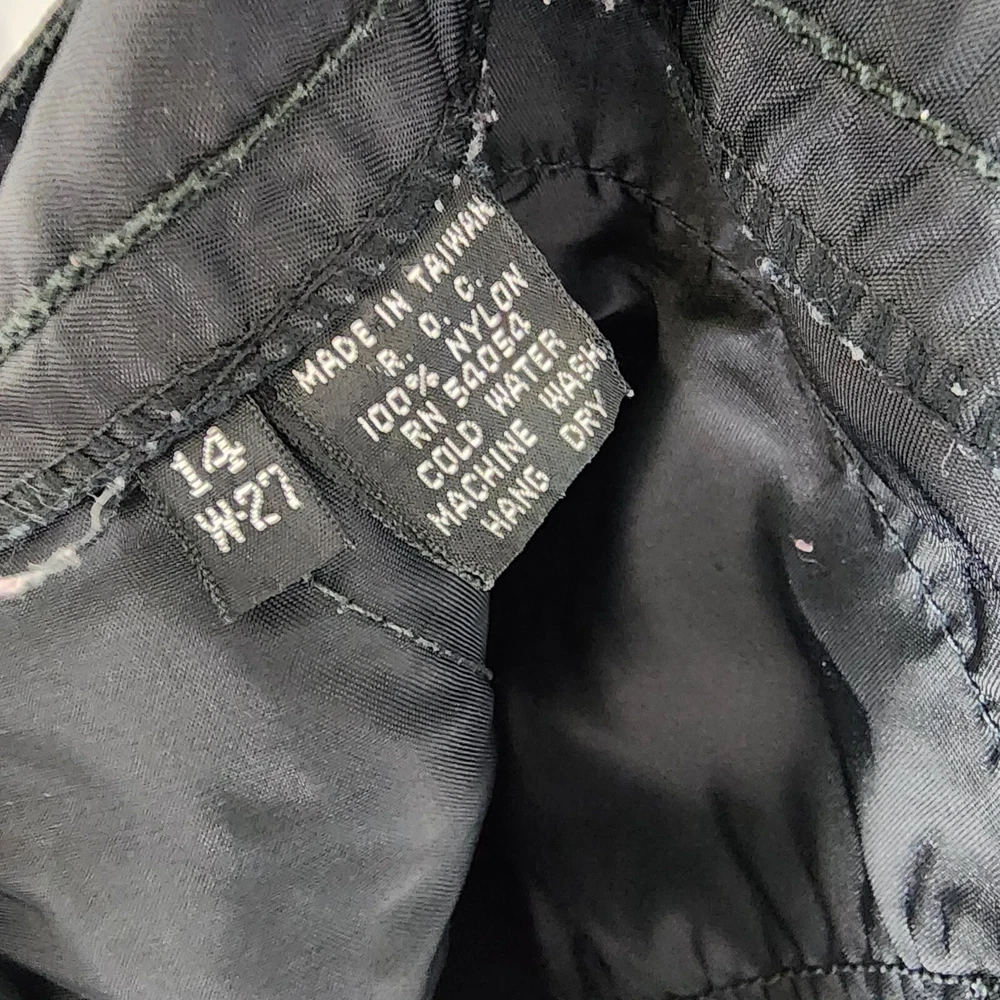 MADE IN TAIWAN
R. O. C.
100% NYLON
RN 54054
COLD WATER
MACHINE WASH
HANG DRY
14
W-27